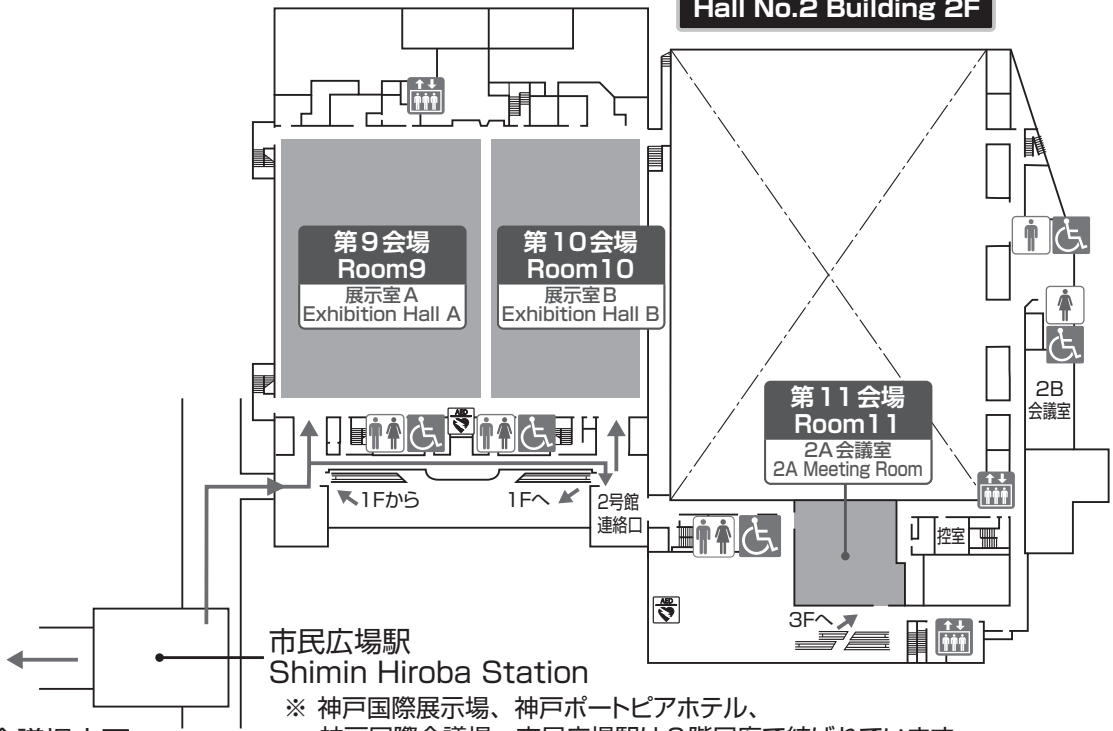 Hall No.2 Building 2F
第9会場
Room9
展示室A
Exhibition Hall A
第10会場
Room10
展示室B
Exhibition Hall B
第11会場
Room11
2A会議室
2A Meeting Room
2B
会議室
AED
AED
1Fから
1Fへ
2号館
連絡口
控室
AED
3Fへ
市民広場駅
Shimin Hiroba Station
※ 神戸国際展示場、神戸ポートピアホテル、